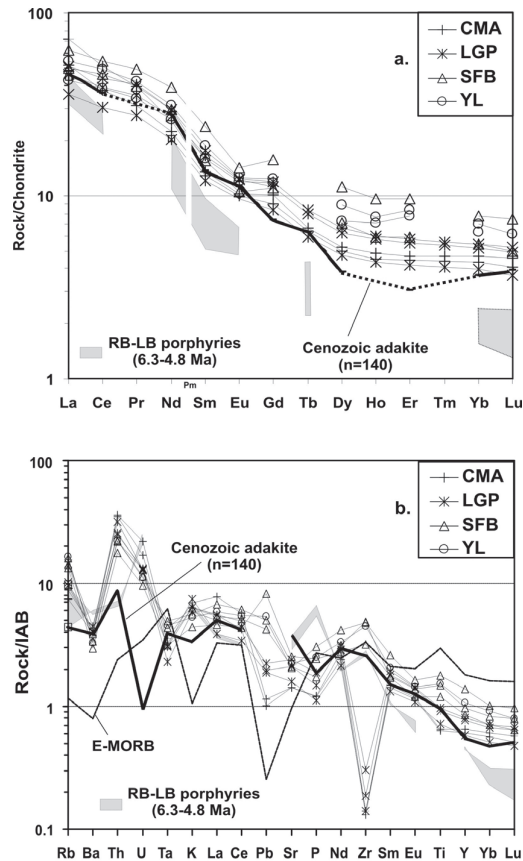 100
a.
CMA
LGP
SFB
YL
Rock/Chondrite
10
RB-LB porphyries
(6.3-4.8 Ma)
Cenozoic adakite
(n=140)
1
Pm
La Ce Pr Nd Sm Eu Gd Tb Dy Ho Er Tm Yb Lu
100
b.
CMA
LGP
SFB
YL
Cenozoic adakite
(n=140)
10
Rock/IAB
1
E-MORB
RB-LB porphyries
(6.3-4.8 Ma)
0.1
Rb Ba Th U Ta K La Ce Pb Sr P Nd Zr Sm Eu Ti Y Yb Lu